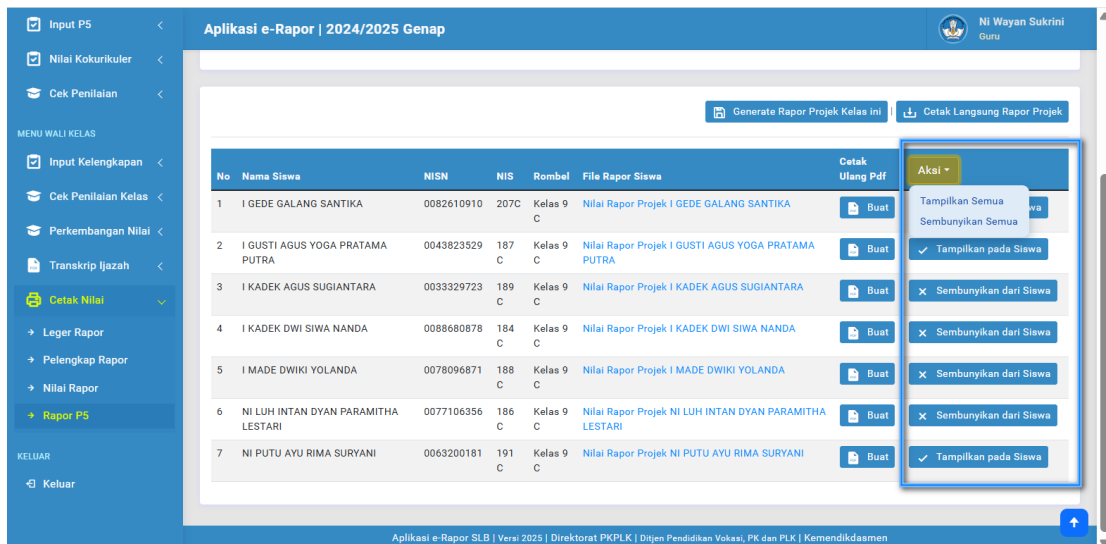 Input P5
Nilai Kokurikuler
Cek Penilaian
MENU WALI KELAS
Input Kelengkapan
Cek Penilaian Kelas
Perkembangan Nilai
Transkrip Ijazah
Cetak Nilai
Leger Rapor
Pelengkap Rapor
Nilai Rapor
Rapor P5
KELUAR
Keluar
Aplikasi e-Rapor | 2024/2025 Genap
Ni Wayan Sukrini
Guru
Generate Rapor Projek Kelas ini | Cetak Langsung Rapor Projek
No Nama Siswa NISN NIS Rombel File Rapor Siswa Cetak Ulang Pdf Aksi
Tampilkan Semua
Sembunyikan Semua
1 I GEDE GALANG SANTIKA 0082610910 207C Kelas 9 Nilai Rapor Projek I GEDE GALANG SANTIKA Buat wa
C
2 I GUSTI AGUS YOGA PRATAMA 0043823529 187 Kelas 9 Nilai Rapor Projek I GUSTI AGUS YOGA PRATAMA Buat Tampilkan pada Siswa
PUTRA C C PUTRA
3 I KADEK AGUS SUGIANTARA 0033329723 189 Kelas 9 Nilai Rapor Projek I KADEK AGUS SUGIANTARA Buat Sembunyikan dari Siswa
C C
4 I KADEK DWI SIWA NANDA 0088680878 184 Kelas 9 Nilai Rapor Projek I KADEK DWI SIWA NANDA Buat Sembunyikan dari Siswa
C C
5 I MADE DWIKI YOLANDA 0078096871 188 Kelas 9 Nilai Rapor Projek I MADE DWIKI YOLANDA Buat Sembunyikan dari Siswa
C C
6 NI LUH INTAN DYAN PARAMITHA 0077106356 186 Kelas 9 Nilai Rapor Projek NI LUH INTAN DYAN PARAMITHA Buat Sembunyikan dari Siswa
LESTARI C C LESTARI
7 NI PUTU AYU RIMA SURYANI 0063200181 191 Kelas 9 Nilai Rapor Projek NI PUTU AYU RIMA SURYANI Buat Tampilkan pada Siswa
C C
Aplikasi e-Rapor SLB | Versi 2025 | Direktorat PKPLK | Ditjen Pendidikan Vokasi, PK dan PLK | Kemendikdasmen